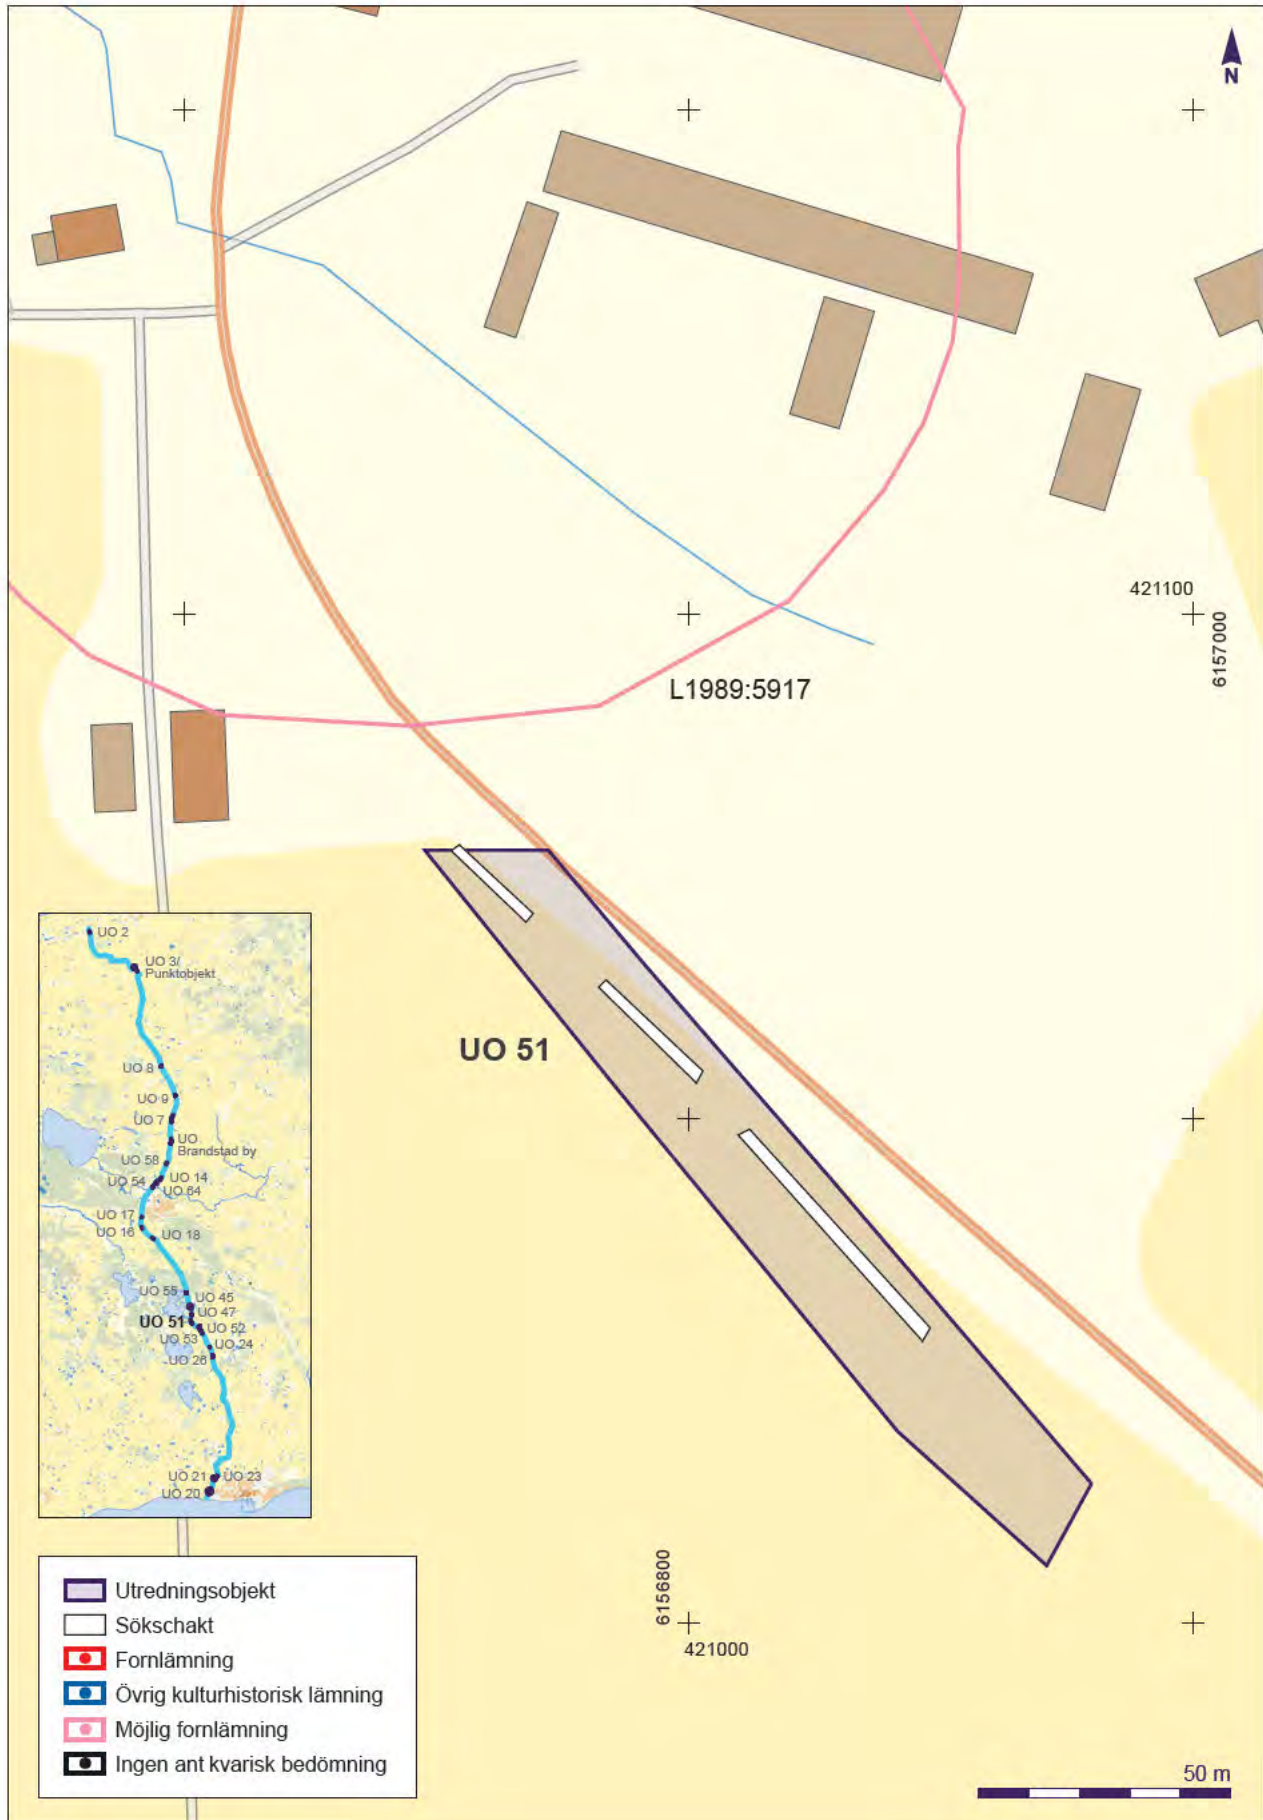 N
421100
6157000
L1989:5917
UO 51
UO 2
UO 3/
Punktobjekt
UO 8
UO 9
UO 7
UO
Brandstad by
UO 58
UO 14
UO 54
UO 64
UO 17
UO 16
UO 18
UO 55
UO 45
UO 47
UO 51
UO 52
UO 53
UO 24
UO 26
UO 21
UO 23
UO 20
6156800
421000
Utredningsobjekt
Sökschakt
Fornlämning
Övrig kulturhistorisk lämning
Möjlig fornlämning
Ingen ant kvarisk bedömning
50 m